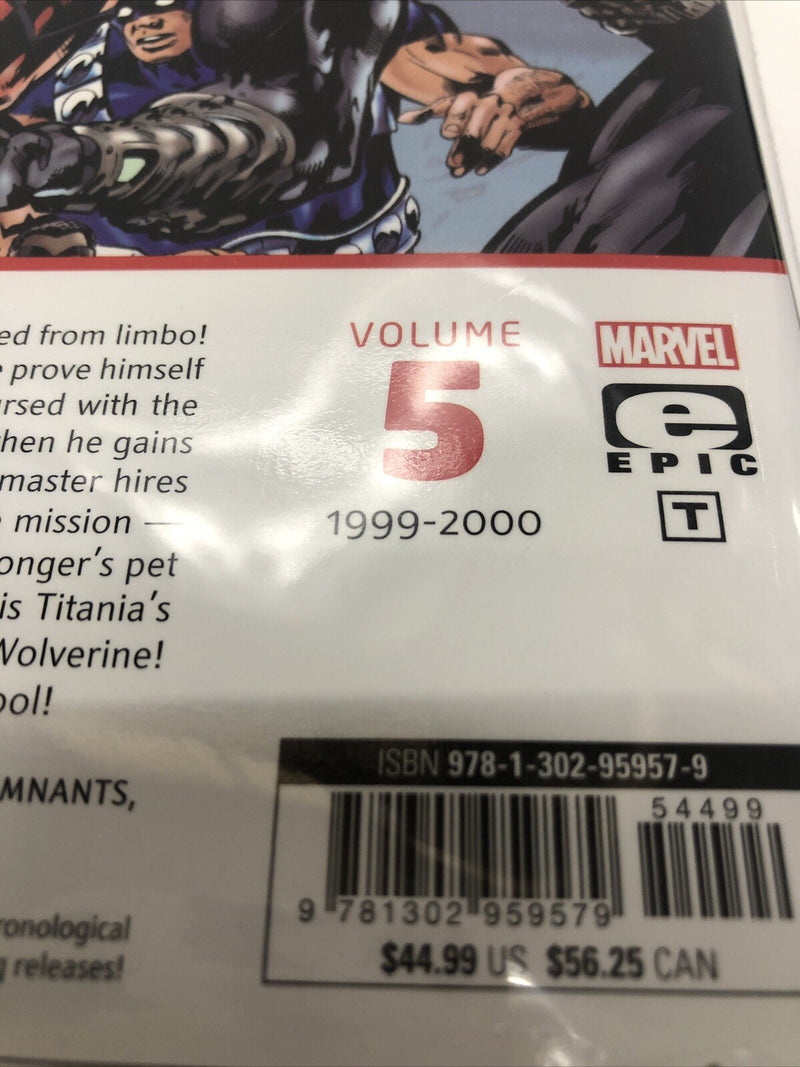 ed from limbo!
prove himself
ursed with the
hen he gains
master hires
mission —
onger's pet
is Titania's
Wolverine!
ool!
MNANTS,
ronological
g releases!
VOLUME
5
1999-2000
MARVEL
e
EPIC
T
ISBN 978-1-302-95957-9
54499
9 781302 959579
$44.99 US $56.25 CAN